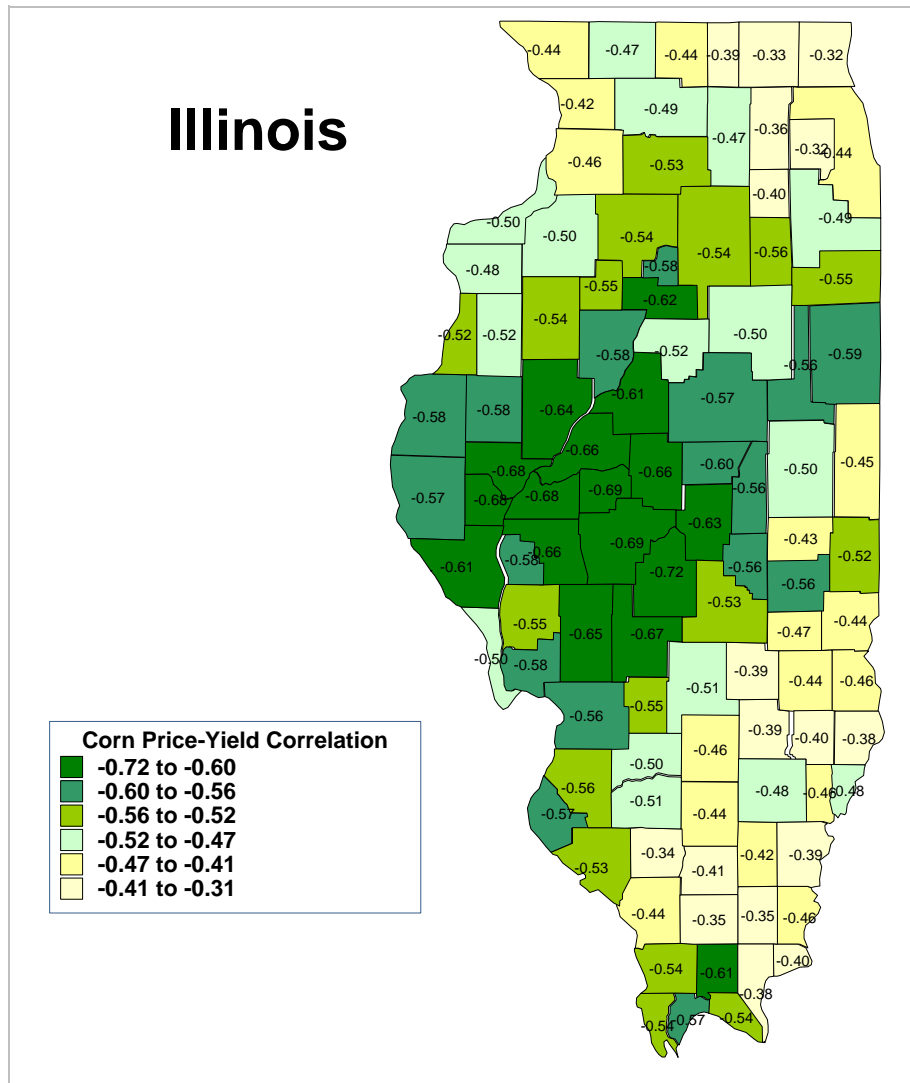 -0.44 -0.47 -0.44 -0.39 -0.33 -0.32
Illinois
-0.42 -0.49 -0.47 -0.36 -0.32 -0.44
-0.46 -0.53 -0.40
-0.50 -0.50 -0.54 -0.54 -0.56 -0.49
-0.48 -0.55 -0.58 -0.55
-0.52 -0.52 -0.54 -0.62 -0.50 -0.56 -0.59
-0.58 -0.52
-0.58 -0.58 -0.64 -0.61 -0.57
-0.66 -0.45
-0.68 -0.66 -0.60 -0.50
-0.57 -0.68 -0.68 -0.69 -0.56
-0.63
-0.61 -0.58 -0.66 -0.69 -0.43 -0.52
-0.72 -0.56 -0.56
-0.55 -0.53 -0.44
-0.50 -0.58 -0.65 -0.67 -0.47
-0.51 -0.39 -0.44 -0.46
-0.56 -0.55 -0.39
-0.46 -0.40 -0.38
Corn Price-Yield Correlation
-0.72 to -0.60
-0.60 to -0.56
-0.56 to -0.52
-0.52 to -0.47
-0.47 to -0.41
-0.41 to -0.31
-0.50
-0.56 -0.48 -0.46 -0.48
-0.57 -0.51 -0.44
-0.53 -0.34 -0.41 -0.42 -0.39
-0.44 -0.35 -0.35 -0.46
-0.54 -0.61 -0.40
-0.38
-0.54 -0.57 -0.54